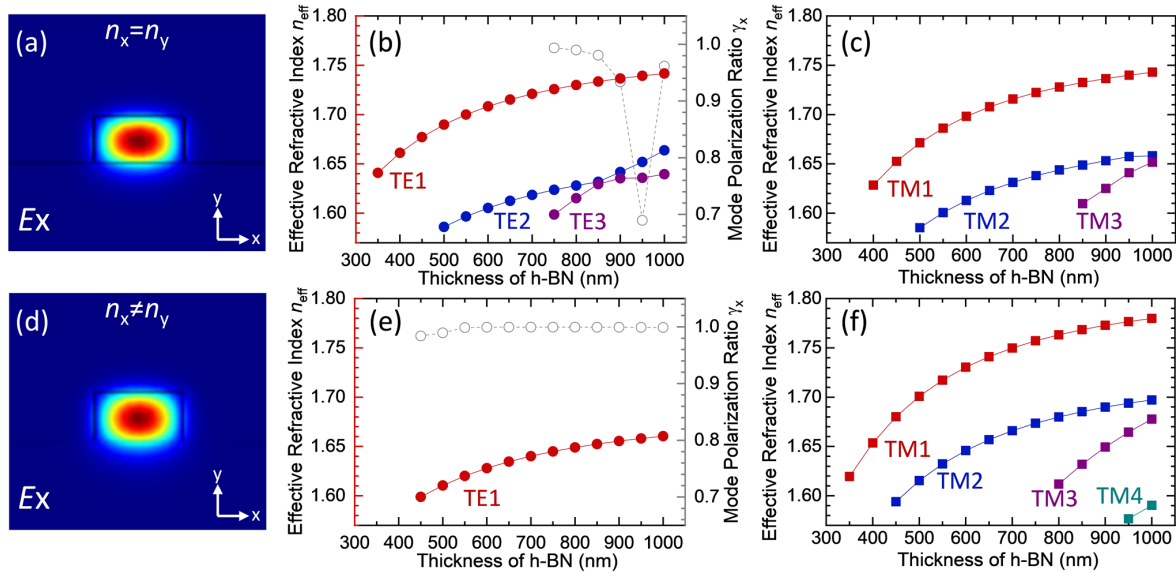 (a)
nx=ny
Ex
y
x
(b)
Effective Refractive Index neff
1.80
1.75
1.70
1.65
1.60
TE1
TE2
TE3
1.0
0.9
0.8
0.7
Mode Polarization Ratio γx
300 400 500 600 700 800 900 1000
Thickness of h-BN (nm)
(c)
Effective Refractive Index neff
1.80
1.75
1.70
1.65
1.60
TM1
TM2
TM3
300 400 500 600 700 800 900 1000
Thickness of h-BN (nm)
(d)
nx≠ny
Ex
y
x
(e)
Effective Refractive Index neff
1.80
1.75
1.70
1.65
1.60
TE1
1.0
0.9
0.8
0.7
Mode Polarization Ratio γx
300 400 500 600 700 800 900 1000
Thickness of h-BN (nm)
(f)
Effective Refractive Index neff
1.80
1.75
1.70
1.65
1.60
TM1
TM2
TM3
TM4
300 400 500 600 700 800 900 1000
Thickness of h-BN (nm)